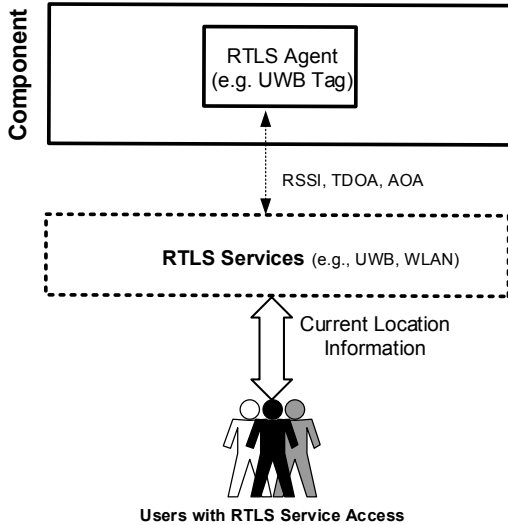 Component
RTLS Agent
(e.g. UWB Tag)
RSSI, TDOA, AOA
RTLS Services (e.g., UWB, WLAN)
Current Location
Information
Users with RTLS Service Access